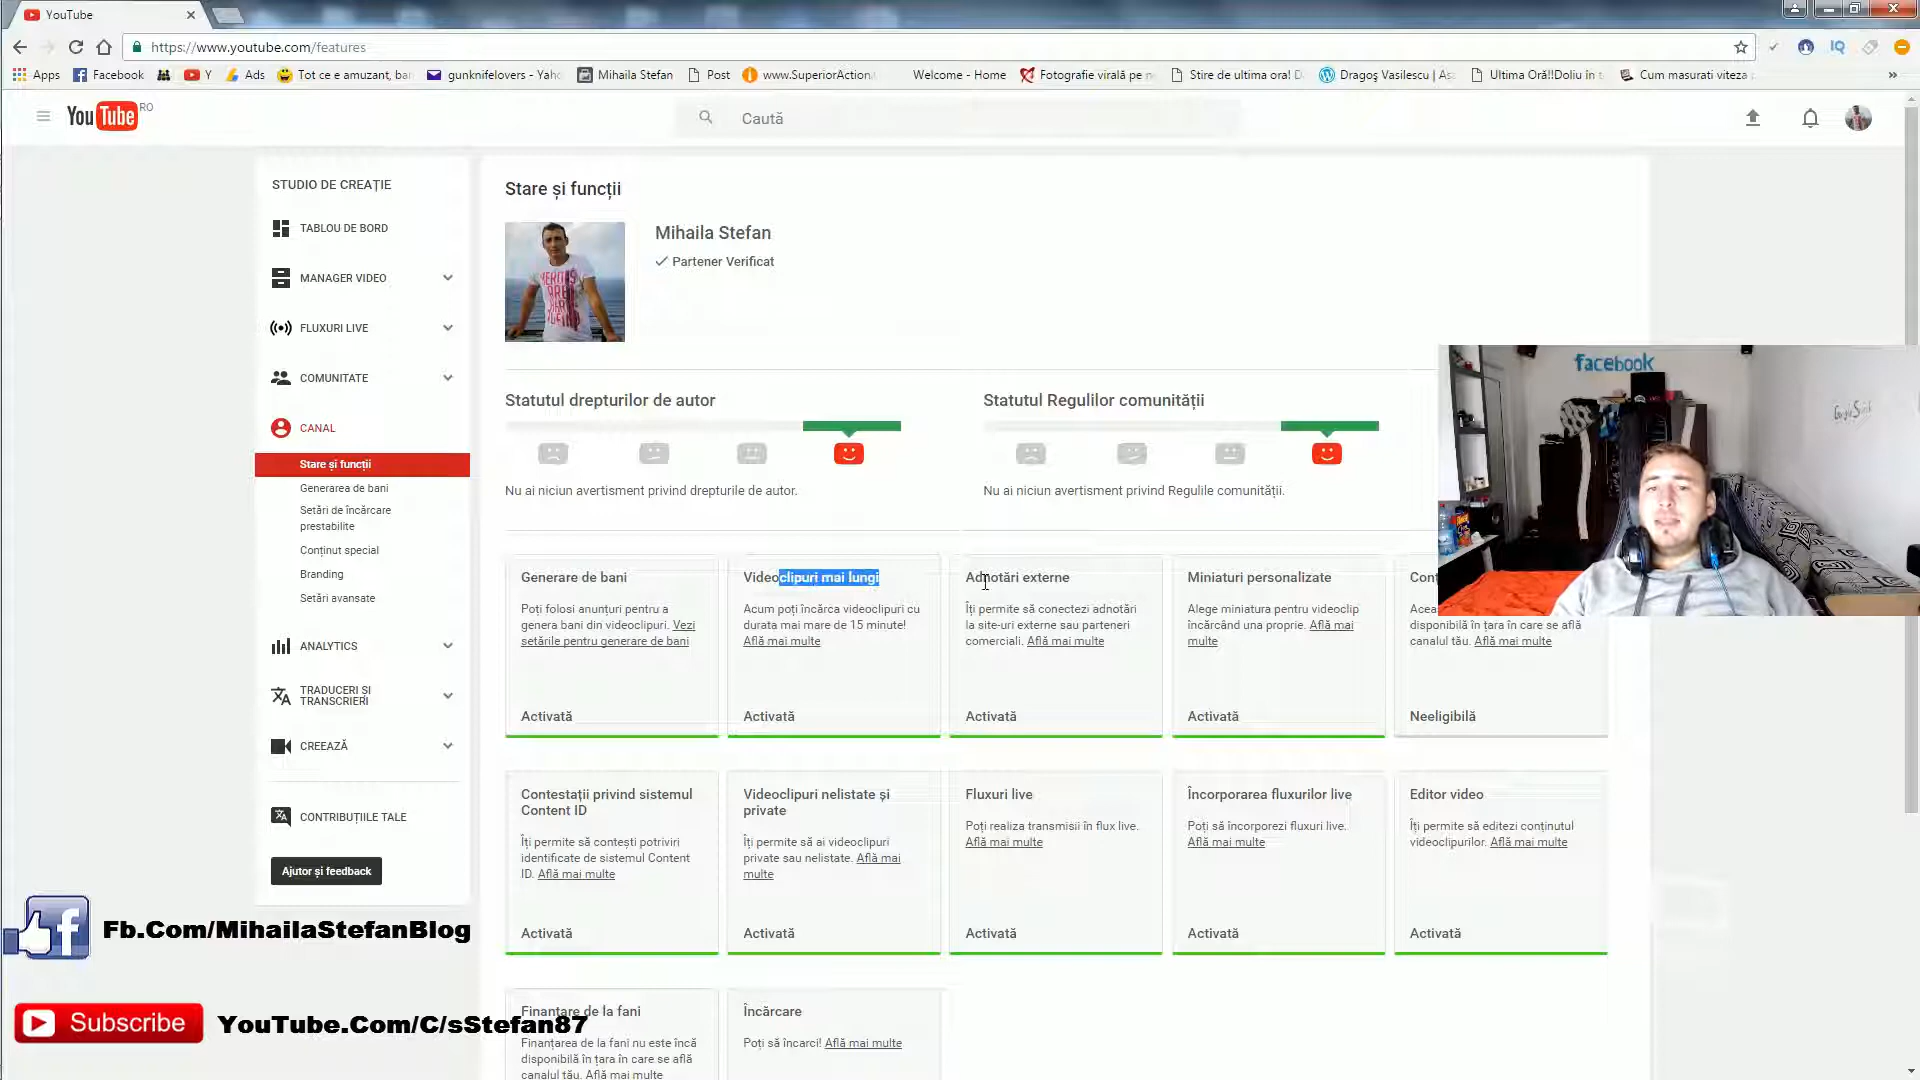 YouTube
https://www.youtube.com/features
Apps
Facebook
Y
Ads
Tot ce e amuzant, ba
gunknifelovers - Yaho
Mihaila Stefan
Post
www.SuperiorAction.
Welcome - Home
Fotografie virală pe
Stire de ultima ora! D
Dragoş Vasilescu | As
Ultima Oră!!Doliu în t
Cum masurati viteza
»
YouTube RO
Caută
STUDIO DE CREAȚIE
TABLOU DE BORD
MANAGER VIDEO
FLUXURI LIVE
COMUNITATE
CANAL
Stare și funcții
Generarea de bani
Setări de încărcare
prestabilite
Conținut special
Branding
Setări avansate
ANALYTICS
TRADUCERI ȘI
TRANSCRIERI
CREEAZĂ
CONTRIBUȚIILE TALE
Ajutor și feedback
Stare și funcții
Mihaila Stefan
Partener Verificat
Statutul drepturilor de autor
Nu ai niciun avertisment privind drepturile de autor.
Statutul Regulilor comunității
Nu ai niciun avertisment privind Regulile comunității.
Generare de bani
Poți folosi anunțuri pentru a
genera bani din videoclipuri. Vezi
setările pentru generare de bani
Activată
Videoclipuri mai lungi
Acum poți încărca videoclipuri cu
durata mai mare de 15 minute!
Află mai multe
Activată
Adnotări externe
Îți permite să conectezi adnotări
la site-uri externe sau parteneri
comerciali. Află mai multe
Activată
Miniaturi personalizate
Alege miniatura pentru videoclip
încărcând una proprie. Află mai
multe
Activată
Cont
Acea
disponibilă în țara în care se află
canalul tău. Află mai multe
Neeligibilă
Contestații privind sistemul
Content ID
Îți permite să contești potriviri
identificate de sistemul Content
ID. Află mai multe
Activată
Videoclipuri nelistate și
private
Îți permite să ai videoclipuri
private sau nelistate. Află mai
multe
Activată
Fluxuri live
Poți realiza transmisii în flux live.
Află mai multe
Activată
Încorporarea fluxurilor live
Poți să încorporezi fluxuri live.
Află mai multe
Activată
Editor video
Îți permite să editezi conținutul
videoclipurilor. Află mai multe
Activată
Finanțare de la fani
Finanțarea de la fani nu este încă
disponibilă în țara în care se află
canalul tău. Află mai multe
Încărcare
Poți să încarci! Află mai multe
facebook
Fb.Com/MihailaStefanBlog
Subscribe
YouTube.Com/C/sStefan87